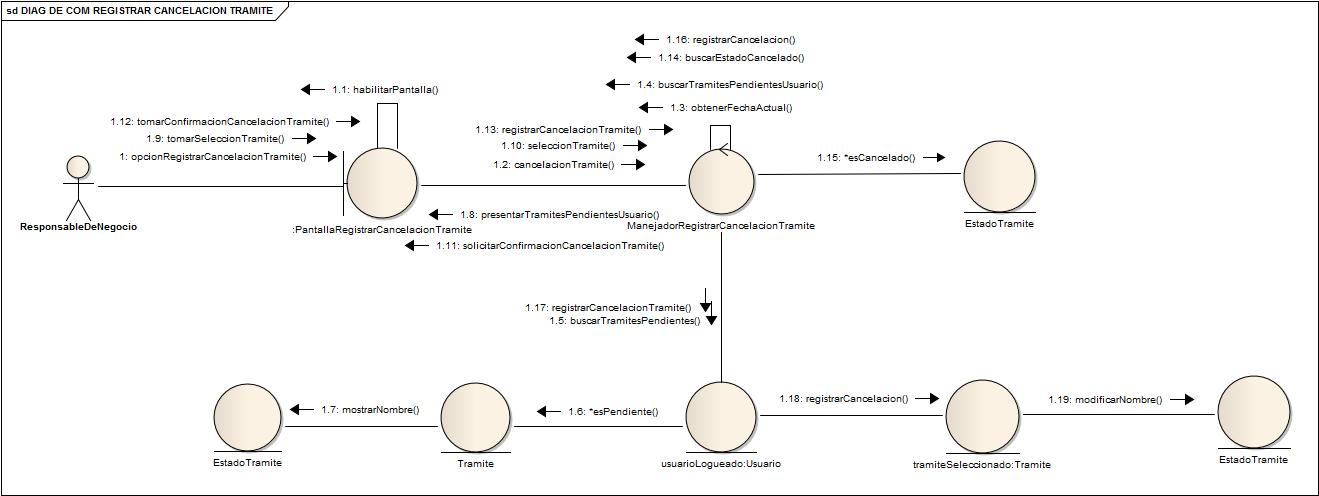 sd DIAG DE COM REGISTRAR CANCELACION TRAMITE
1.16: registrarCancelacion()
1.14: buscarEstadoCancelado()
1.4: buscarTramitesPendientesUsuario()
1.3: obtenerFechaActual()
1.1: habilitarPantalla()
1.12: tomarConfirmacionCancelacionTramite()
1.9: tomarSeleccionTramite()
1: opcionRegistrarCancelacionTramite()
1.13: registrarCancelacionTramite()
1.10: seleccionTramite()
1.2: cancelacionTramite()
1.15: *esCancelado()
ResponsableDeNegocio
:PantallaRegistrarCancelacionTramite
ManejadorRegistrarCancelacionTramite
EstadoTramite
1.8: presentarTramitesPendientesUsuario()
1.11: solicitarConfirmacionCancelacionTramite()
1.17: registrarCancelacionTramite()
1.5: buscarTramitesPendientes()
1.7: mostrarNombre()
1.6: *esPendiente()
1.18: registrarCancelacion()
1.19: modificarNombre()
EstadoTramite
Tramite
usuarioLogueado:Usuario
tramiteSeleccionado:Tramite
EstadoTramite